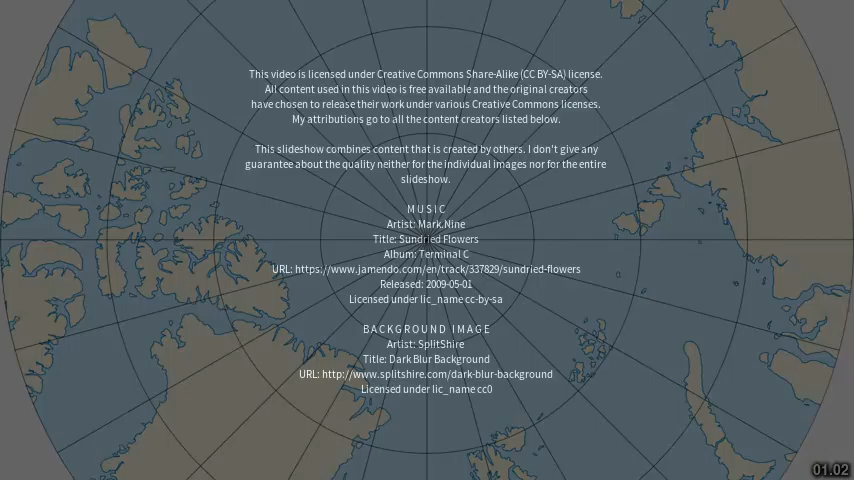 This video is licensed under Creative Commons Share-Alike (CC BY-SA) license.
All content used in this video is free available and the original creators
have chosen to release their work under various Creative Commons licenses.
My attributions go to all the content creators listed below.
This slideshow combines content that is created by others. I don't give any
guarantee about the quality neither for the individual images nor for the entire
slideshow.
MUSIC
Artist: Mark.Nine
Title: Sundried Flowers
Album: Terminal C
URL: https://www.jamendo.com/en/track/337829/sundried-flowers
Released: 2009-05-01
Licensed under lic_name cc-by-sa
BACKGROUND IMAGE
Artist: SplitShire
Title: Dark Blur Background
URL: http://www.splitshire.com/dark-blur-background
Licensed under lic_name cc0
01.02